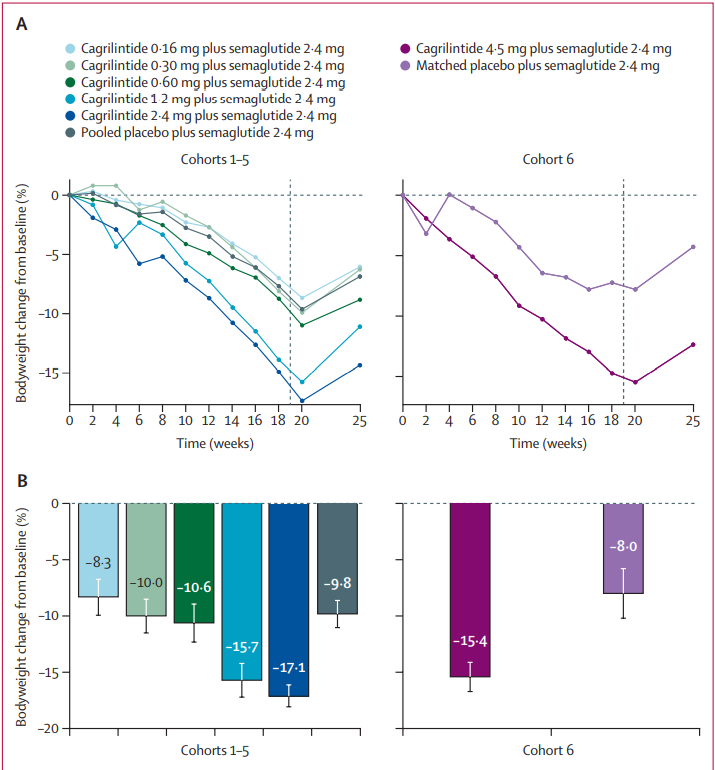 A
Cagrilintide 0·16 mg plus semaglutide 2·4 mg
Cagrilintide 0·30 mg plus semaglutide 2·4 mg
Cagrilintide 0·60 mg plus semaglutide 2·4 mg
Cagrilintide 1·2 mg plus semaglutide 2·4 mg
Cagrilintide 2·4 mg plus semaglutide 2·4 mg
Pooled placebo plus semaglutide 2·4 mg
Cagrilintide 4·5 mg plus semaglutide 2·4 mg
Matched placebo plus semaglutide 2·4 mg
Cohorts 1–5
Bodyweight change from baseline (%)
0
–5
–10
–15
0 2 4 6 8 10 12 14 16 18 20 25
Time (weeks)
Cohort 6
0 2 4 6 8 10 12 14 16 18 20 25
Time (weeks)
B
Bodyweight change from baseline (%)
0
–5
–10
–15
–20
–8·3
–10·0
–10·6
–15·7
–17·1
–9·8
Cohorts 1–5
–15·4
–8·0
Cohort 6